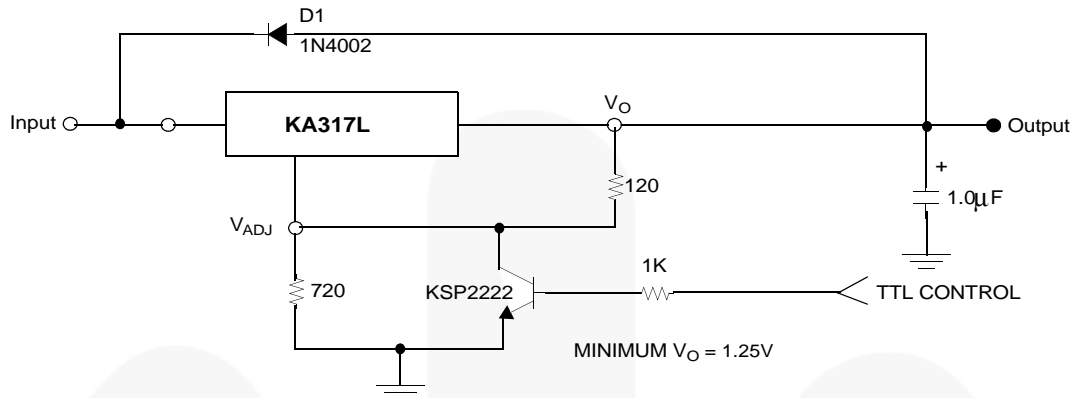 D1
1N4002
Input
KA317L
VO
Output
120
+
1.0μF
VADJ
720
KSP2222
1K
TTL CONTROL
MINIMUM VO = 1.25V